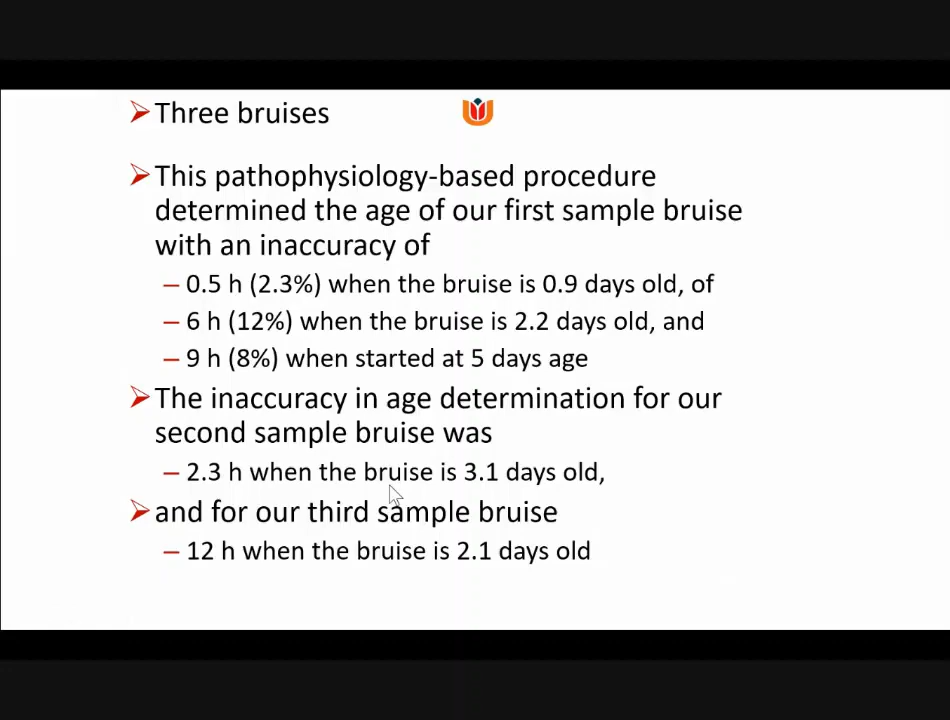 Three bruises
This pathophysiology-based procedure
determined the age of our first sample bruise
with an inaccuracy of
– 0.5 h (2.3%) when the bruise is 0.9 days old, of
– 6 h (12%) when the bruise is 2.2 days old, and
– 9 h (8%) when started at 5 days age
The inaccuracy in age determination for our
second sample bruise was
– 2.3 h when the bruise is 3.1 days old,
and for our third sample bruise
– 12 h when the bruise is 2.1 days old